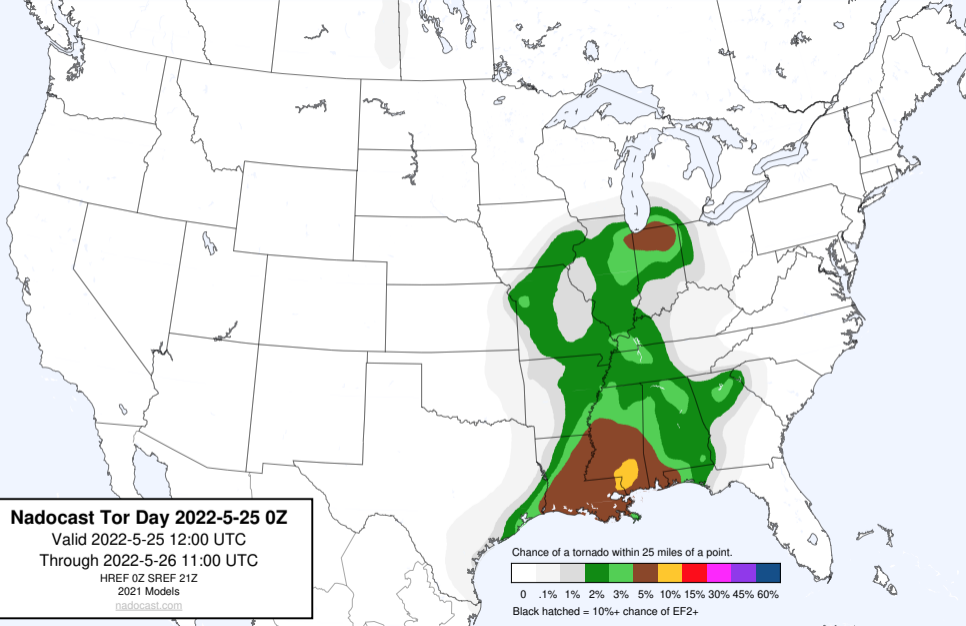 Nadocast Tor Day 2022-5-25 0Z
Valid 2022-5-25 12:00 UTC
Through 2022-5-26 11:00 UTC
HREF 0Z SREF 21Z
2021 Models
nadocast.com
Chance of a tornado within 25 miles of a point.
0 .1% 1% 2% 3% 5% 10% 15% 30% 45% 60%
Black hatched = 10%+ chance of EF2+